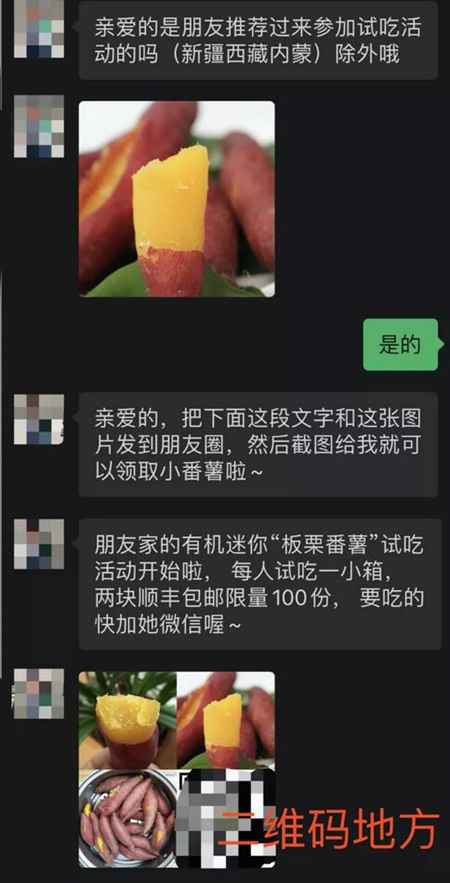 亲爱的是朋友推荐过来参加试吃活
动的吗（新疆西藏内蒙）除外哦
是的
亲爱的，把下面这段文字和这张图
片发到朋友圈，然后截图给我就可
以领取小番薯啦~
朋友家的有机迷你“板栗番薯”试吃
活动开始啦，每人试吃一小箱，
两块顺丰包邮限量100份，要吃的
快加她微信喔~
二维码地方